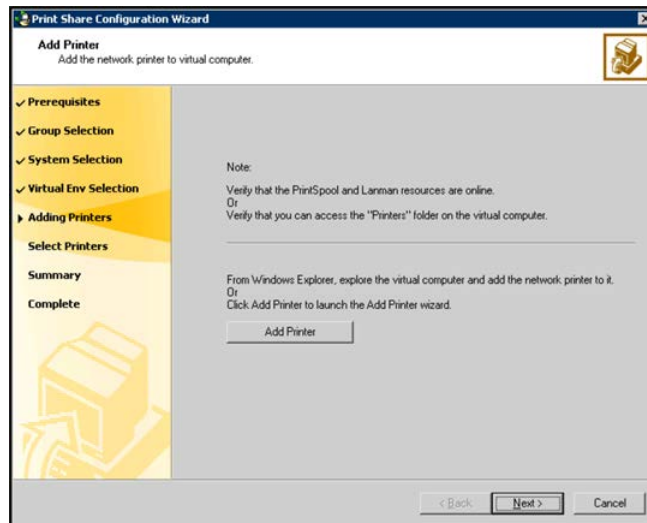 Print Share Configuration Wizard
Add Printer
Add the network printer to virtual computer.
Prerequisites
Group Selection
System Selection
Virtual Env Selection
Adding Printers
Select Printers
Summary
Complete
Note:
Verify that the PrintSpool and Lanman resources are online.
Or
Verify that you can access the "Printers" folder on the virtual computer.
From Windows Explorer, explore the virtual computer and add the network printer to it.
Or
Click Add Printer to launch the Add Printer wizard.
Add Printer
< Back
Next >
Cancel